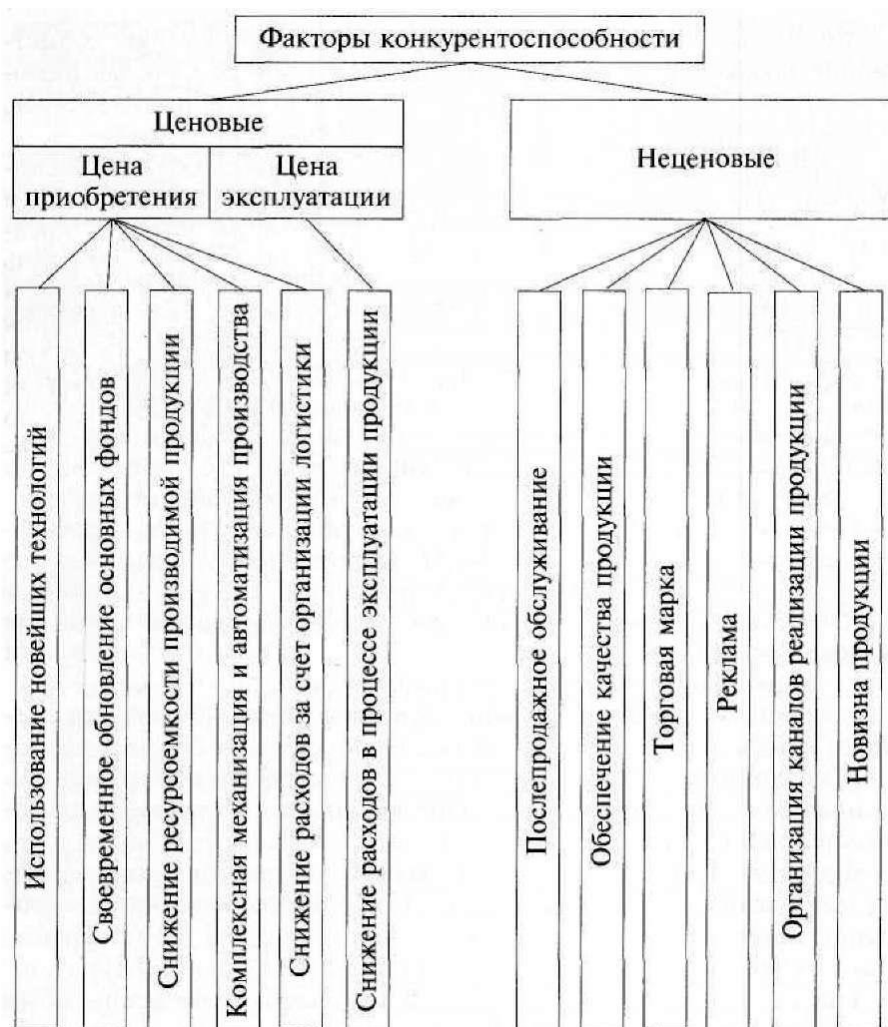 Факторы конкурентоспособности
Ценовые
Цена
приобретения
Цена
эксплуатации
Неценовые
Использование новейших технологий
Своевременное обновление основных фондов
Снижение ресурсоемкости производимой продукции
Комплексная механизация и автоматизация производства
Снижение расходов за счет организации логистики
Снижение расходов в процессе эксплуатации продукции
Послепродажное обслуживание
Обеспечение качества продукции
Торговая марка
Реклама
Организация каналов реализации продукции
Новизна продукции